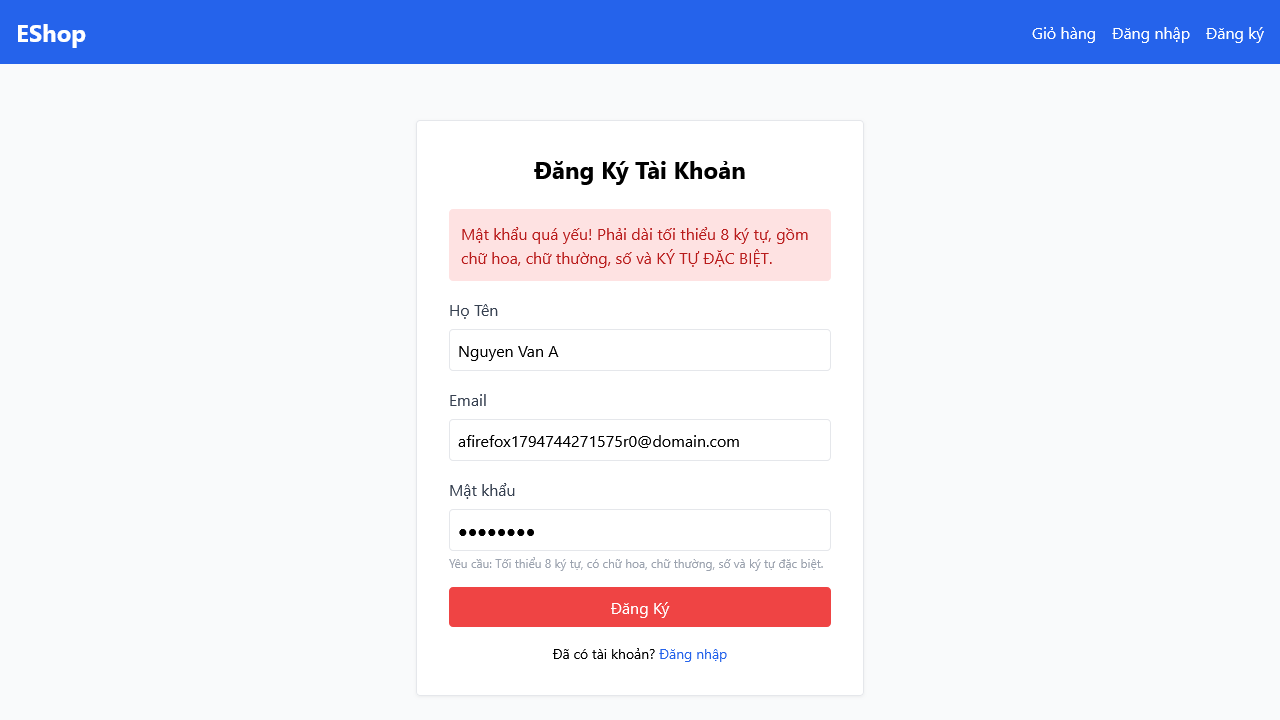 EShop
Giỏ hàng Đăng nhập Đăng ký
Đăng Ký Tài Khoản
Mật khẩu quá yếu! Phải dài tối thiểu 8 ký tự, gồm
chữ hoa, chữ thường, số và KÝ TỰ ĐẶC BIỆT.
Họ Tên
Nguyen Van A
Email
afirefox1794744271575r0@domain.com
Mật khẩu
●●●●●●●●
Yêu cầu: Tối thiểu 8 ký tự, có chữ hoa, chữ thường, số và ký tự đặc biệt.
Đăng Ký
Đã có tài khoản? Đăng nhập